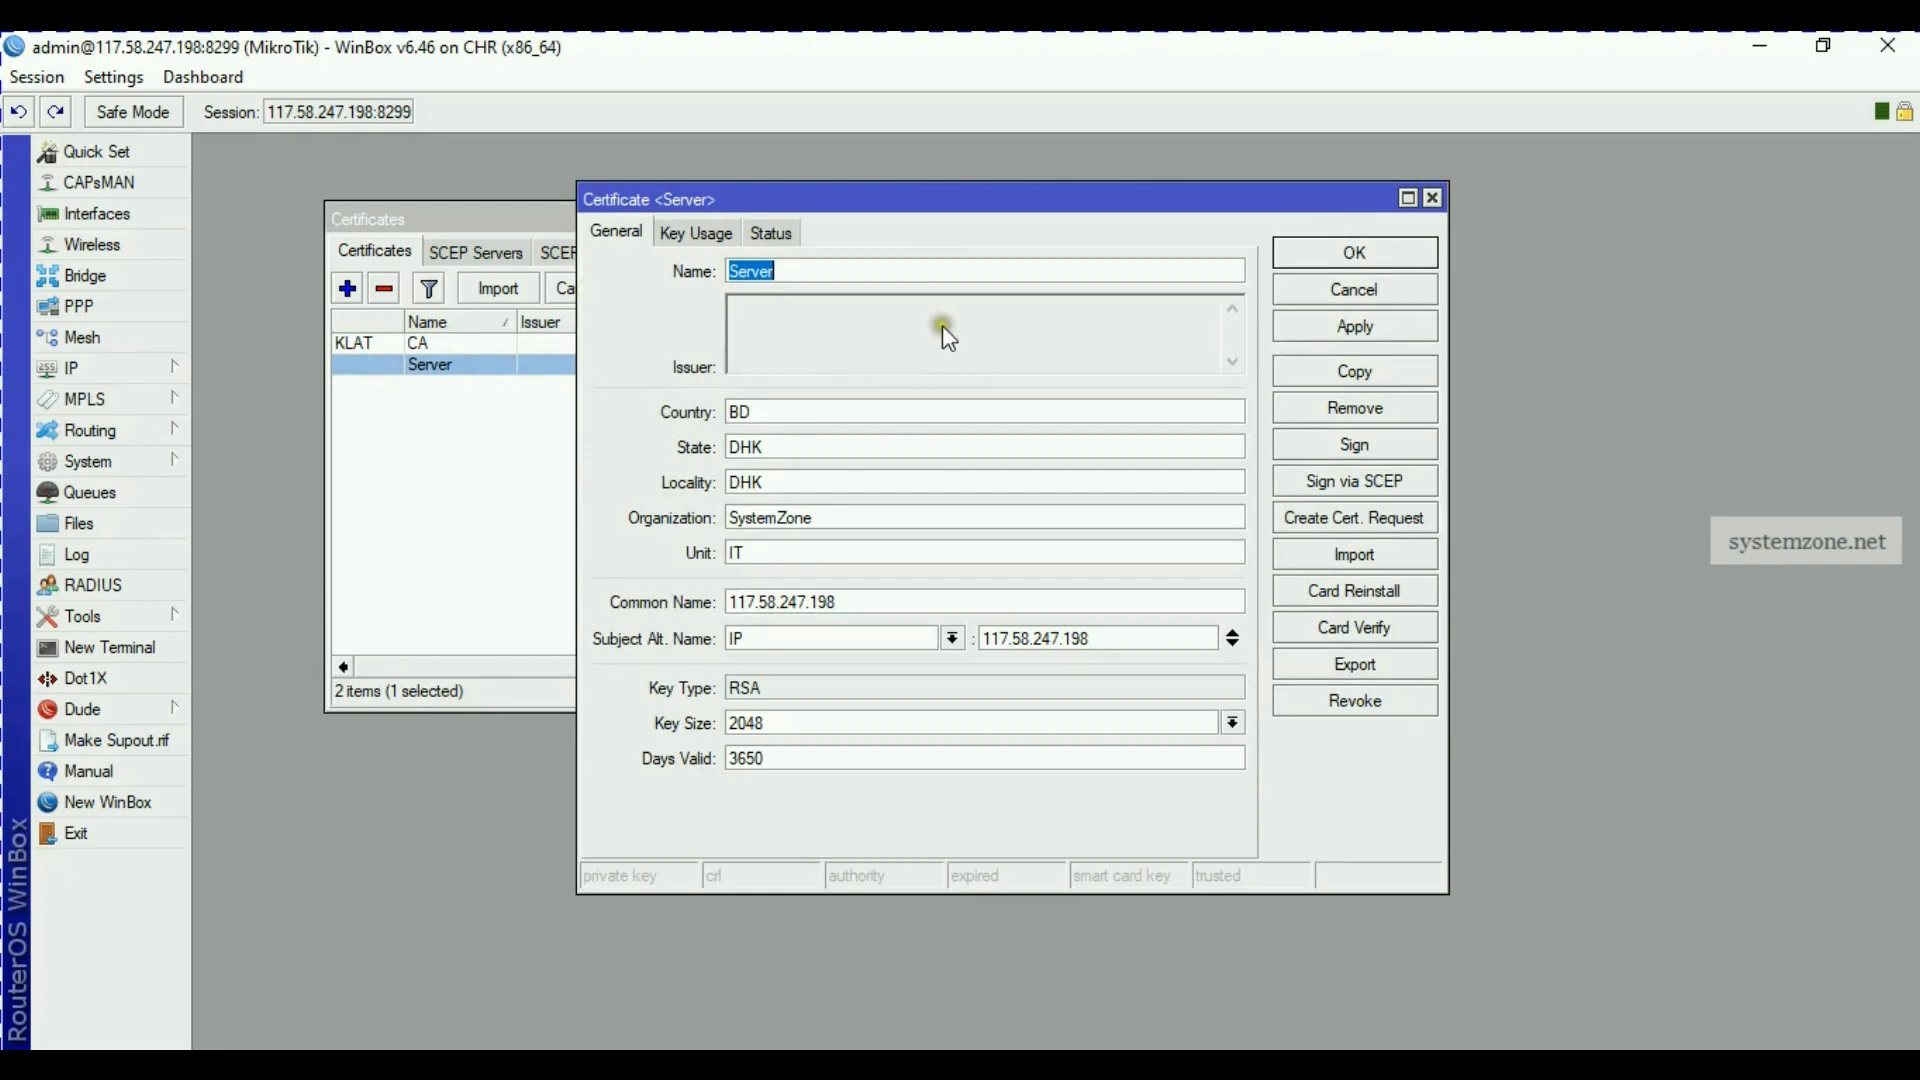 admin@117.58.247.198:8299 (MikroTik) - WinBox v6.46 on CHR (x86_64)
Session Settings Dashboard
Safe Mode Session: 117.58.247.198:8299
Quick Set
CAPsMAN
Interfaces
Wireless
Bridge
PPP
Mesh
IP
MPLS
Routing
System
Queues
Files
Log
RADIUS
Tools
New Terminal
Dot1X
Dude
Make Supout.rif
Manual
New WinBox
Exit
RouterOS WinBox
Certificates
Certificates SCEP Servers SCEP
Import Ca
Name Issuer
KLAT CA
Server
2 items (1 selected)
Certificate <Server>
General Key Usage Status
Name: Server
Issuer:
Country: BD
State: DHK
Locality: DHK
Organization: SystemZone
Unit: IT
Common Name: 117.58.247.198
Subject Alt. Name: IP : 117.58.247.198
Key Type: RSA
Key Size: 2048
Days Valid: 3650
OK
Cancel
Apply
Copy
Remove
Sign
Sign via SCEP
Create Cert. Request
Import
Card Reinstall
Card Verify
Export
Revoke
private key crl authority expired smart card key trusted
systemzone.net